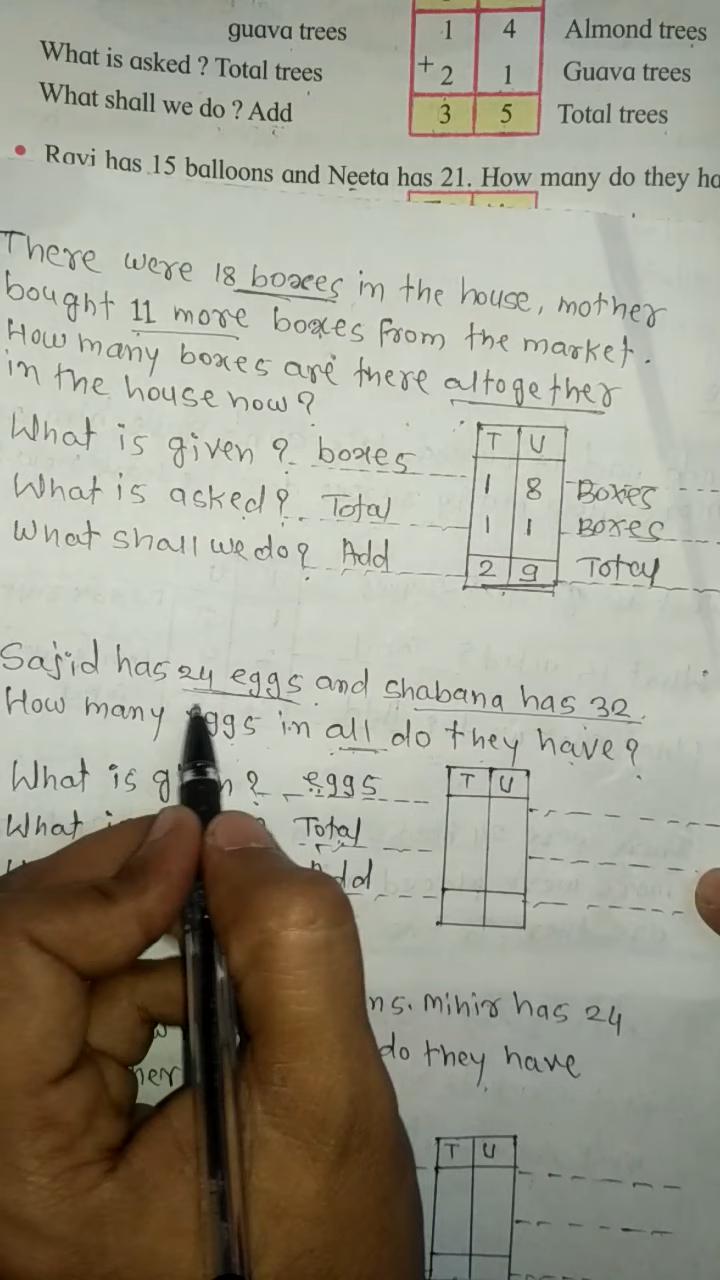 guava trees
1 4 Almond trees
What is asked ? Total trees
+ 2 1 Guava trees
What shall we do ? Add
3 5 Total trees
• Ravi has 15 balloons and Neeta has 21. How many do they ha
There were 18 boxes in the house, mother
bought 11 more boxes from the market.
How many boxes are there altogether
in the house now?
What is given ? boxes
T U
1 8 Boxes
What is asked? Total
1 1 Boxes
What shall we do? Add
2 9 Total
Sajid has 24 eggs and shabana has 32.
How many eggs in all do they have?
What is ? eggs
T U
What Total
Add
ns. Mihir has 24
do they have
T U